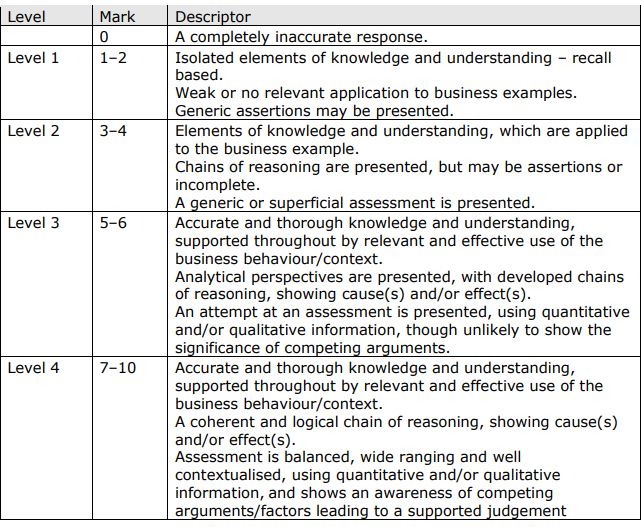 Level Mark Descriptor
0 A completely inaccurate response.
Level 1 1–2 Isolated elements of knowledge and understanding – recall
based.
Weak or no relevant application to business examples.
Generic assertions may be presented.
Level 2 3–4 Elements of knowledge and understanding, which are applied
to the business example.
Chains of reasoning are presented, but may be assertions or
incomplete.
A generic or superficial assessment is presented.
Level 3 5–6 Accurate and thorough knowledge and understanding,
supported throughout by relevant and effective use of the
business behaviour/context.
Analytical perspectives are presented, with developed chains
of reasoning, showing cause(s) and/or effect(s).
An attempt at an assessment is presented, using quantitative
and/or qualitative information, though unlikely to show the
significance of competing arguments.
Level 4 7–10 Accurate and thorough knowledge and understanding,
supported throughout by relevant and effective use of the
business behaviour/context.
A coherent and logical chain of reasoning, showing cause(s)
and/or effect(s).
Assessment is balanced, wide ranging and well
contextualised, using quantitative and/or qualitative
information, and shows an awareness of competing
arguments/factors leading to a supported judgement